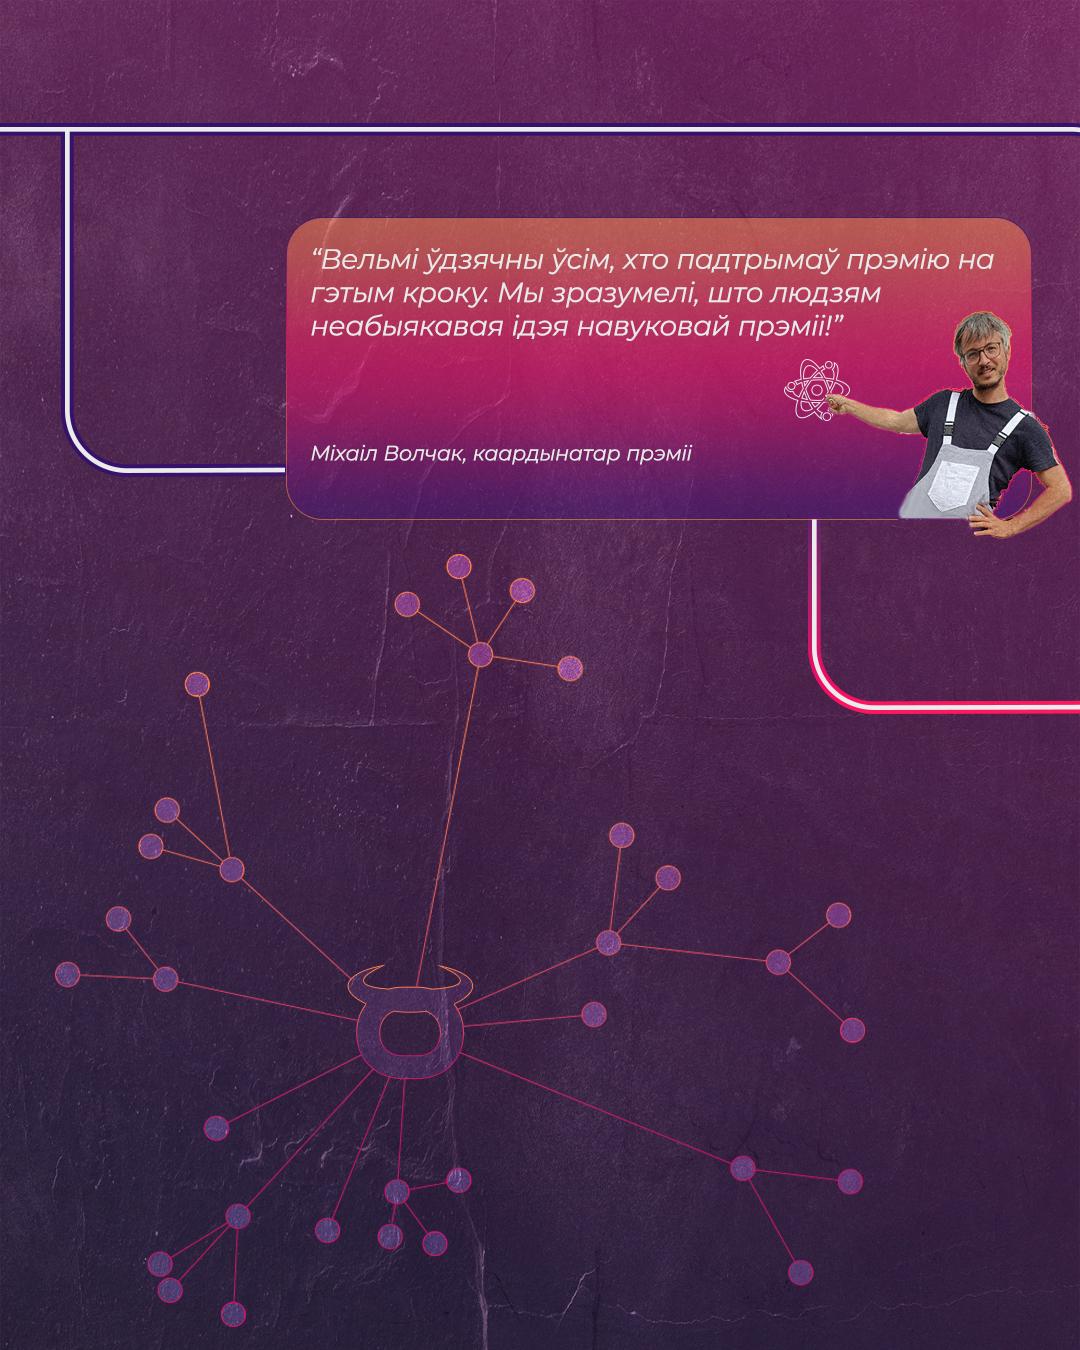 “Вельмі ўдзячны ўсім, хто падтрымаў прэмію на
гэтым кроку. Мы зразумелі, што людзям
неабыякавая ідэя навуковай прэміі!”
Міхаіл Волчак, каардынатар прэміі